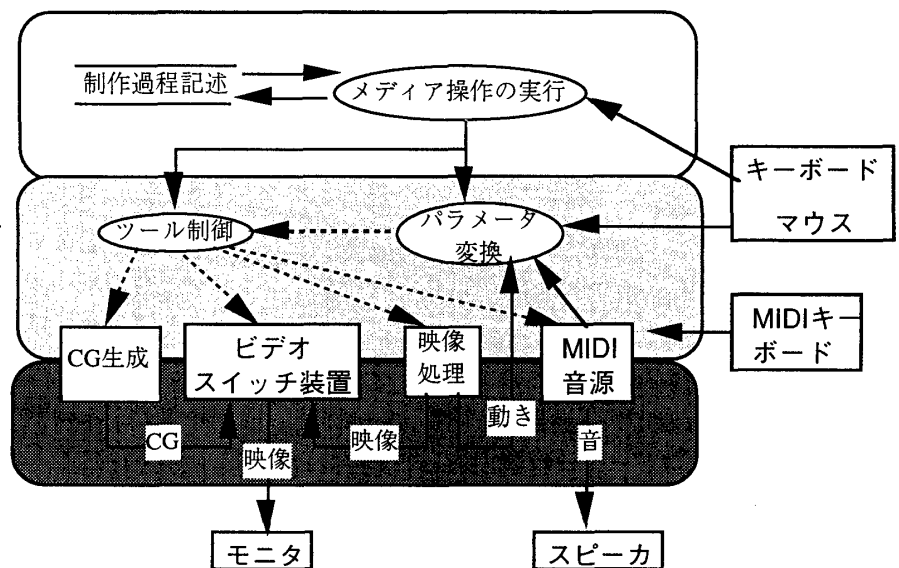 制作過程記述
メディア操作の実行
キーボード
マウス
ツール制御
パラメータ
変換
MIDIキー
ボード
CG生成
ビデオ
スイッチ装置
映像
処理
MIDI
音源
動き
CG
映像
映像
音
モニタ
スピーカ